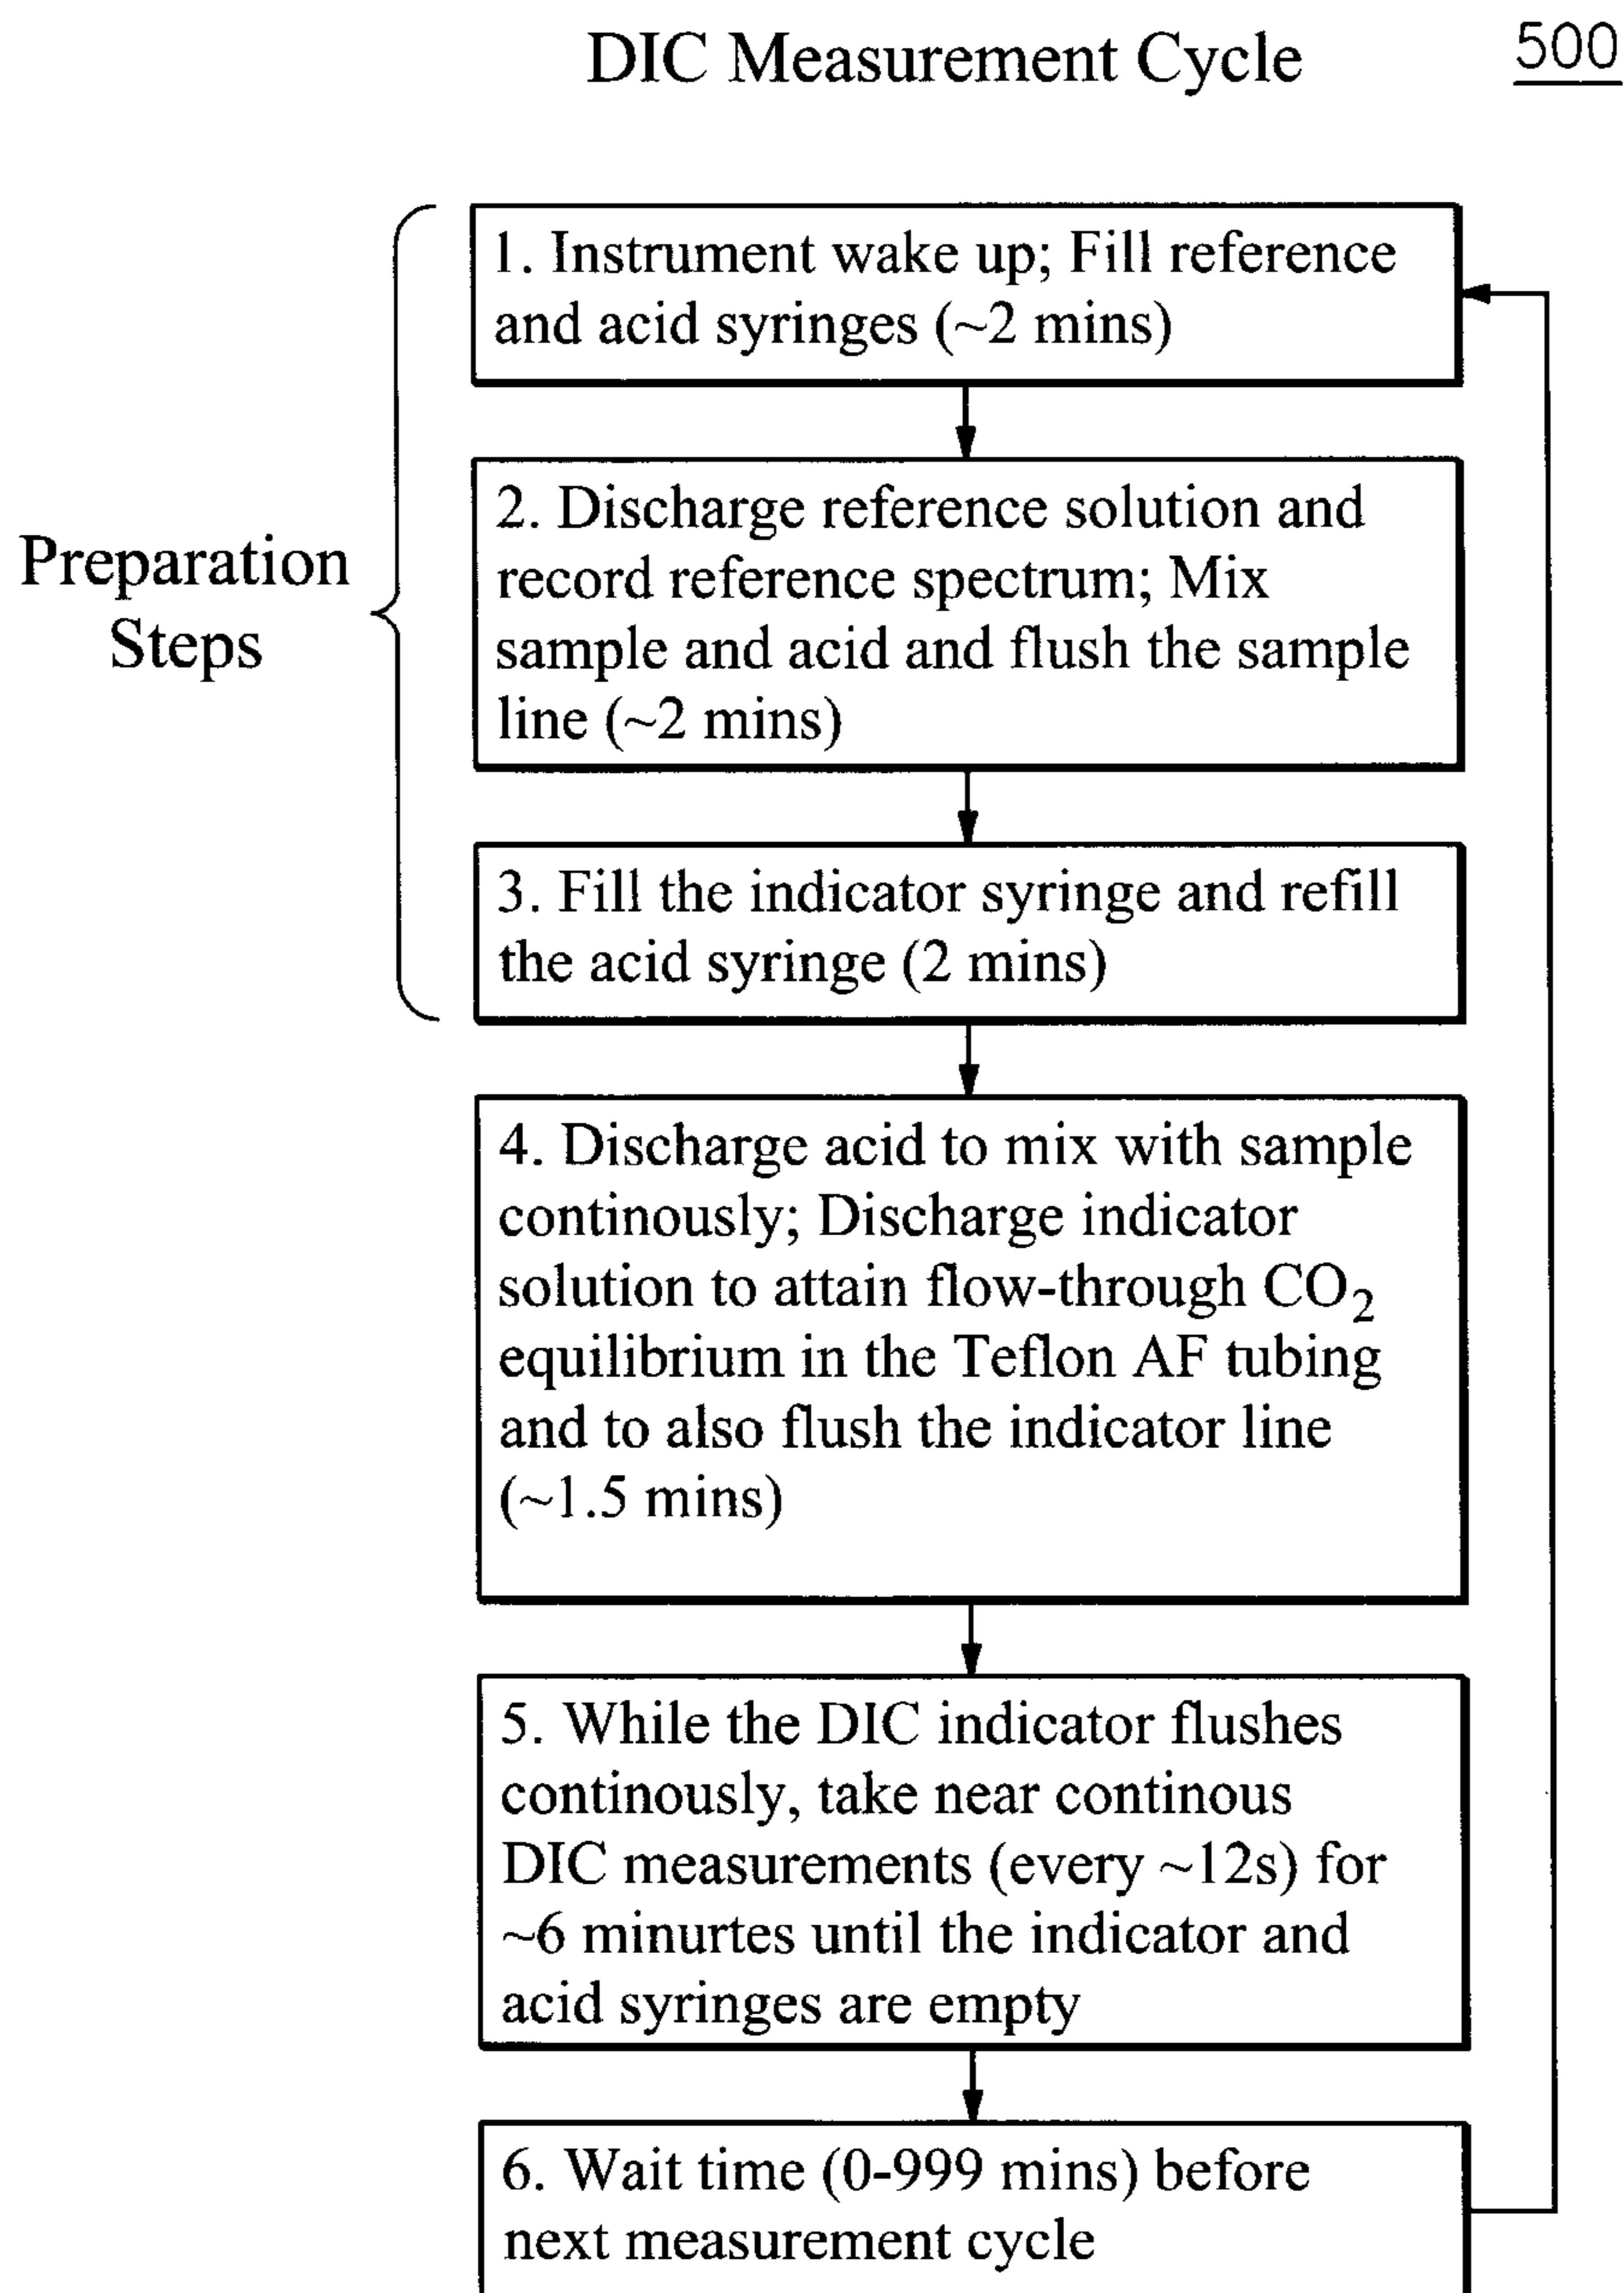 DIC Measurement Cycle
500
1. Instrument wake up; Fill reference
and acid syringes (~2 mins)
Preparation
Steps
2. Discharge reference solution and
record reference spectrum; Mix
sample and acid and flush the sample
line (~2 mins)
3. Fill the indicator syringe and refill
the acid syringe (2 mins)
4. Discharge acid to mix with sample
continously; Discharge indicator
solution to attain flow-through CO₂
equilibrium in the Teflon AF tubing
and to also flush the indicator line
(~1.5 mins)
5. While the DIC indicator flushes
continously, take near continous
DIC measurements (every ~12s) for
~6 minurtes until the indicator and
acid syringes are empty
6. Wait time (0-999 mins) before
next measurement cycle